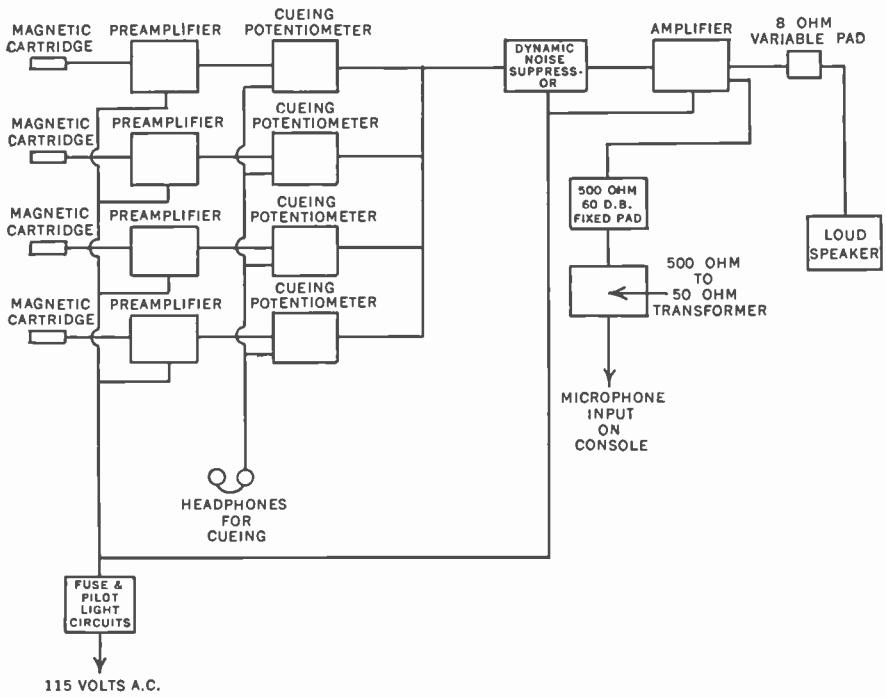 MAGNETIC
CARTRIDGE
PREAMPLIFIER
CUEING
POTENTIOMETER
DYNAMIC
NOISE
SUPPRESS-
OR
AMPLIFIER
8 OHM
VARIABLE PAD
MAGNETIC
CARTRIDGE
PREAMPLIFIER
CUEING
POTENTIOMETER
MAGNETIC
CARTRIDGE
PREAMPLIFIER
CUEING
POTENTIOMETER
MAGNETIC
CARTRIDGE
PREAMPLIFIER
CUEING
POTENTIOMETER
500 OHM
60 D.B.
FIXED PAD
LOUD
SPEAKER
500 OHM
TO
50 OHM
TRANSFORMER
MICROPHONE
INPUT
ON
CONSOLE
HEADPHONES
FOR
CUEING
FUSE &
PILOT
LIGHT
CIRCUITS
115 VOLTS A.C.